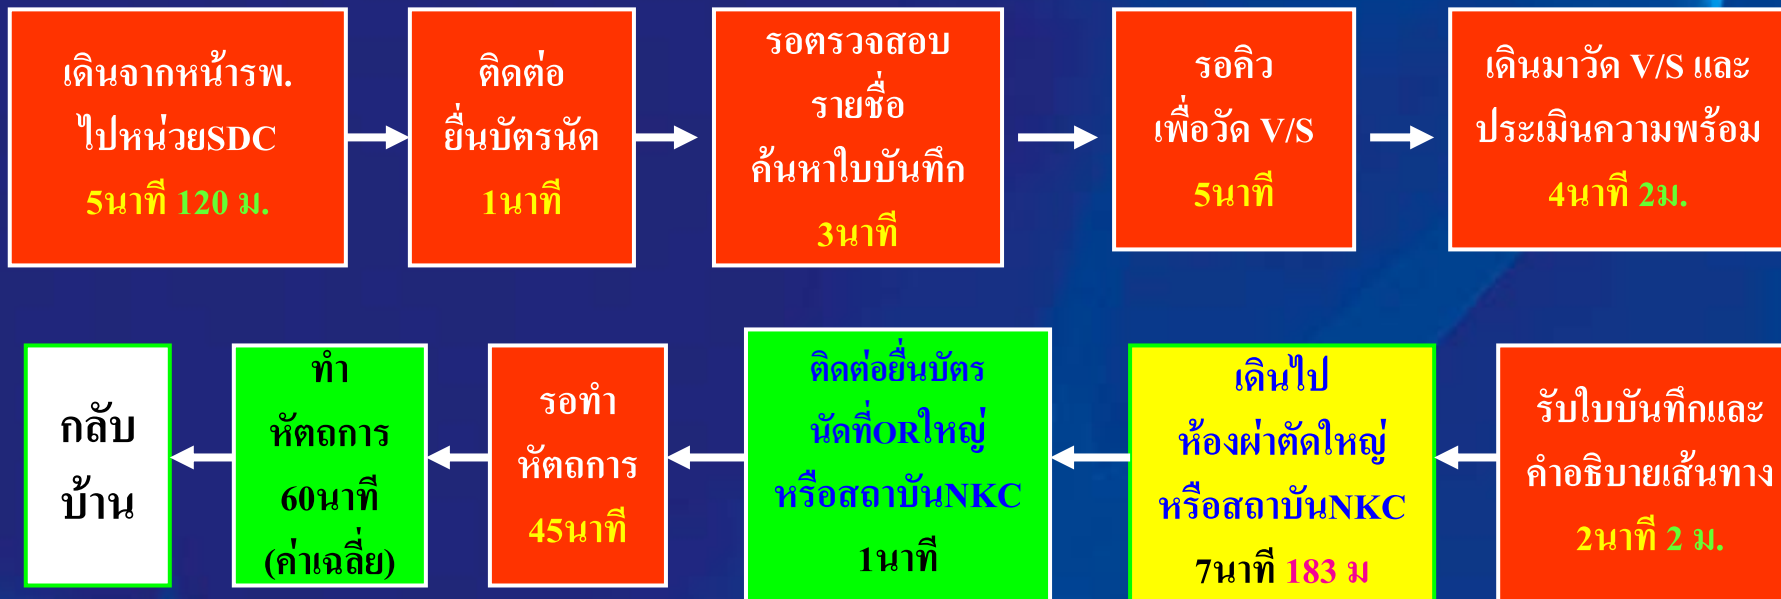 เดินจากหน้ารพ.
ไปหน่วยSDC
5นาที 120 ม.
ติดต่อ
ยื่นบัตรนัด
1นาที
รอตรวจสอบ
รายชื่อ
ค้นหาใบบันทึก
3นาที
รอคิว
เพื่อวัด V/S
5นาที
เดินมาวัด V/S และ
ประเมินความพร้อม
4นาที 2ม.
รับใบบันทึกและ
คำอธิบายเส้นทาง
2นาที 2 ม.
เดินไป
ห้องผ่าตัดใหญ่
หรือสถาบันNKC
7นาที 183 ม
ติดต่อยื่นบัตร
นัดที่ORใหญ่
หรือสถาบันNKC
1นาที
รอทำ
หัตถการ
45นาที
ทำ
หัตถการ
60นาที
(ค่าเฉลี่ย)
กลับ
บ้าน